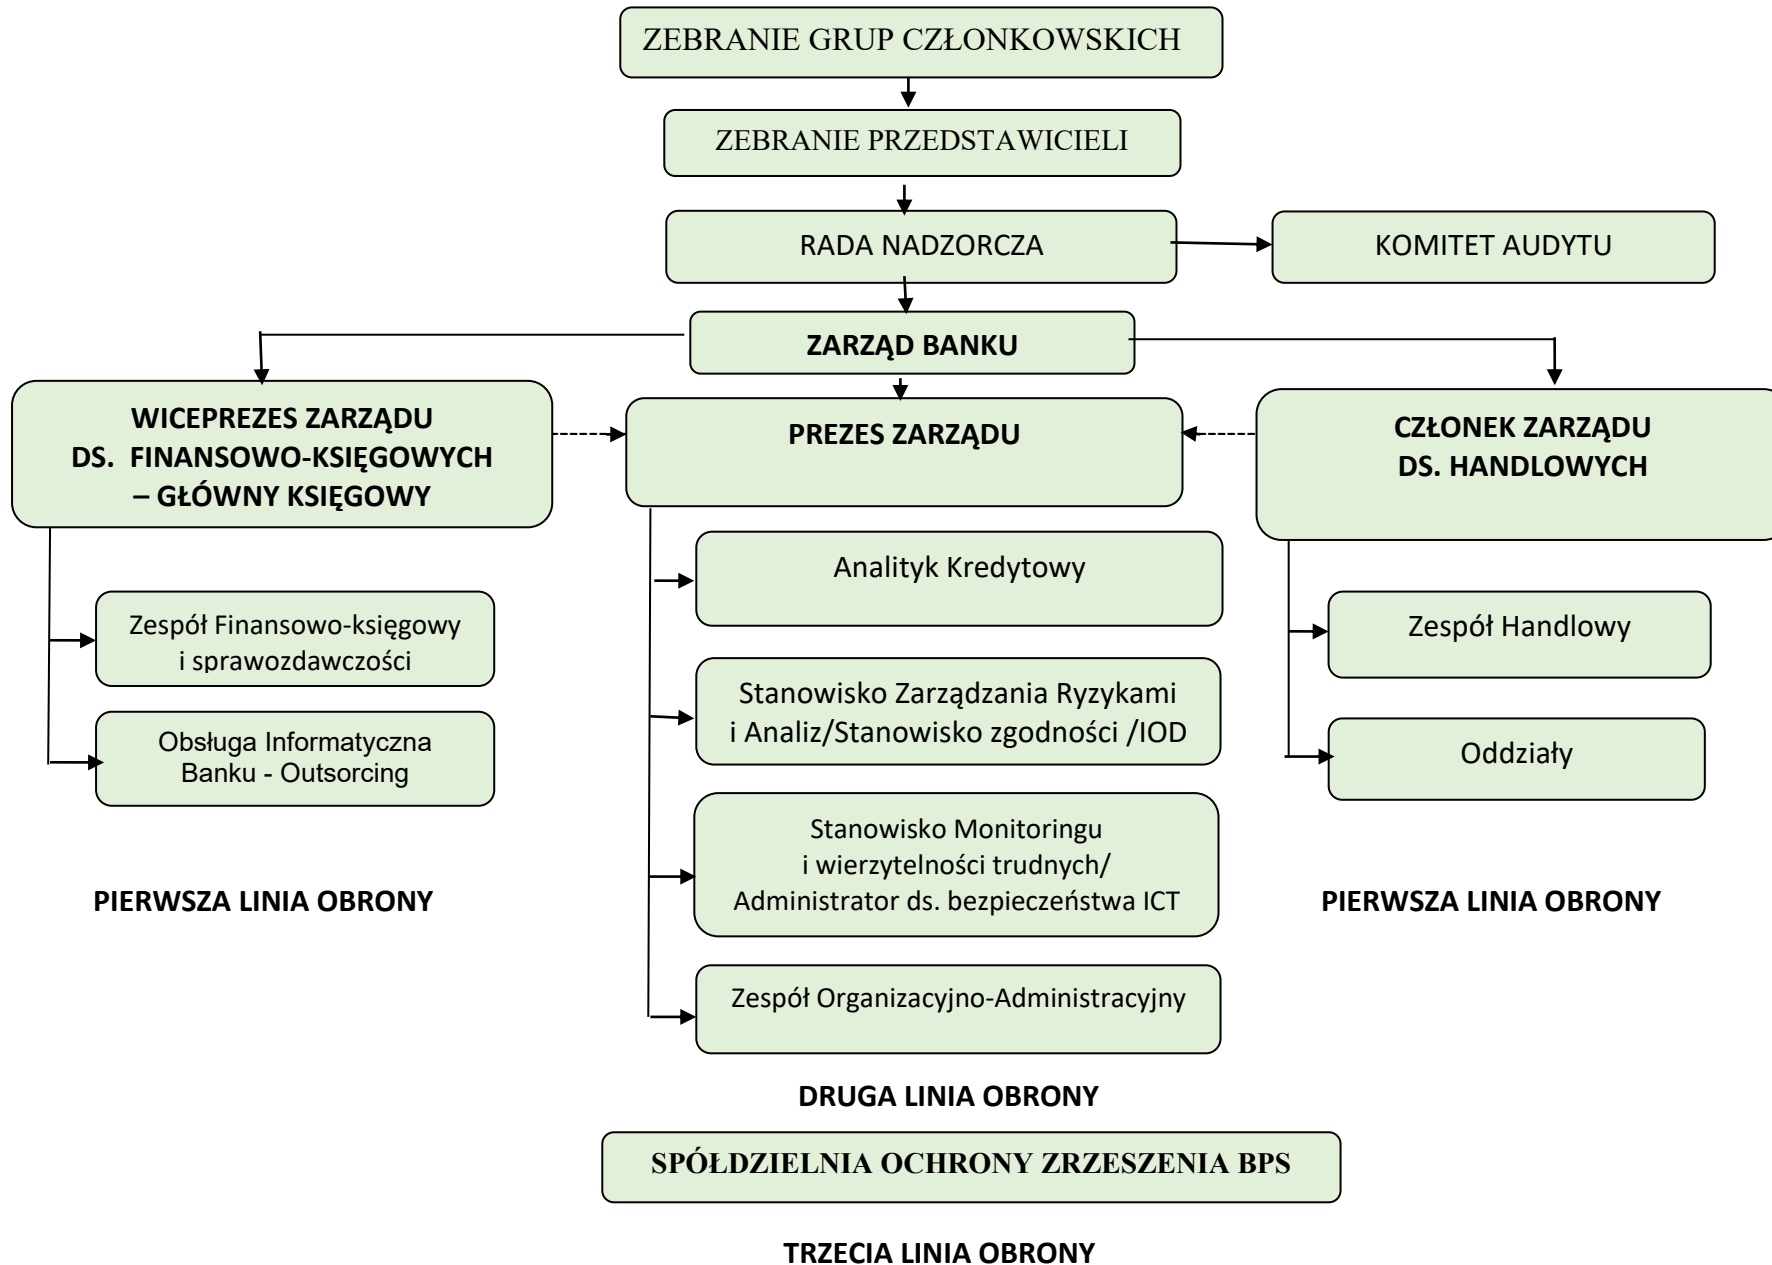 ZEBRANIE GRUP CZŁONKOWSKICH
ZEBRANIE PRZEDSTAWICIELI
RADA NADZORCZA
KOMITET AUDYTU
ZARZĄD BANKU
WICEPREZES ZARZĄDU
DS. FINANSOWO-KSIĘGOWYCH
– GŁÓWNY KSIĘGOWY
PREZES ZARZĄDU
CZŁONEK ZARZĄDU
DS. HANDLOWYCH
Zespół Finansowo-księgowy
i sprawozdawczości
Obsługa Informatyczna
Banku - Outsorcing
PIERWSZA LINIA OBRONY
Analityk Kredytowy
Stanowisko Zarządzania Ryzykami
i Analiz/Stanowisko zgodności /IOD
Stanowisko Monitoringu
i wierzytelności trudnych/
Administrator ds. bezpieczeństwa ICT
Zespół Organizacyjno-Administracyjny
Zespół Handlowy
Oddziały
PIERWSZA LINIA OBRONY
DRUGA LINIA OBRONY
SPÓŁDZIELNIA OCHRONY ZRZESZENIA BPS
TRZECIA LINIA OBRONY